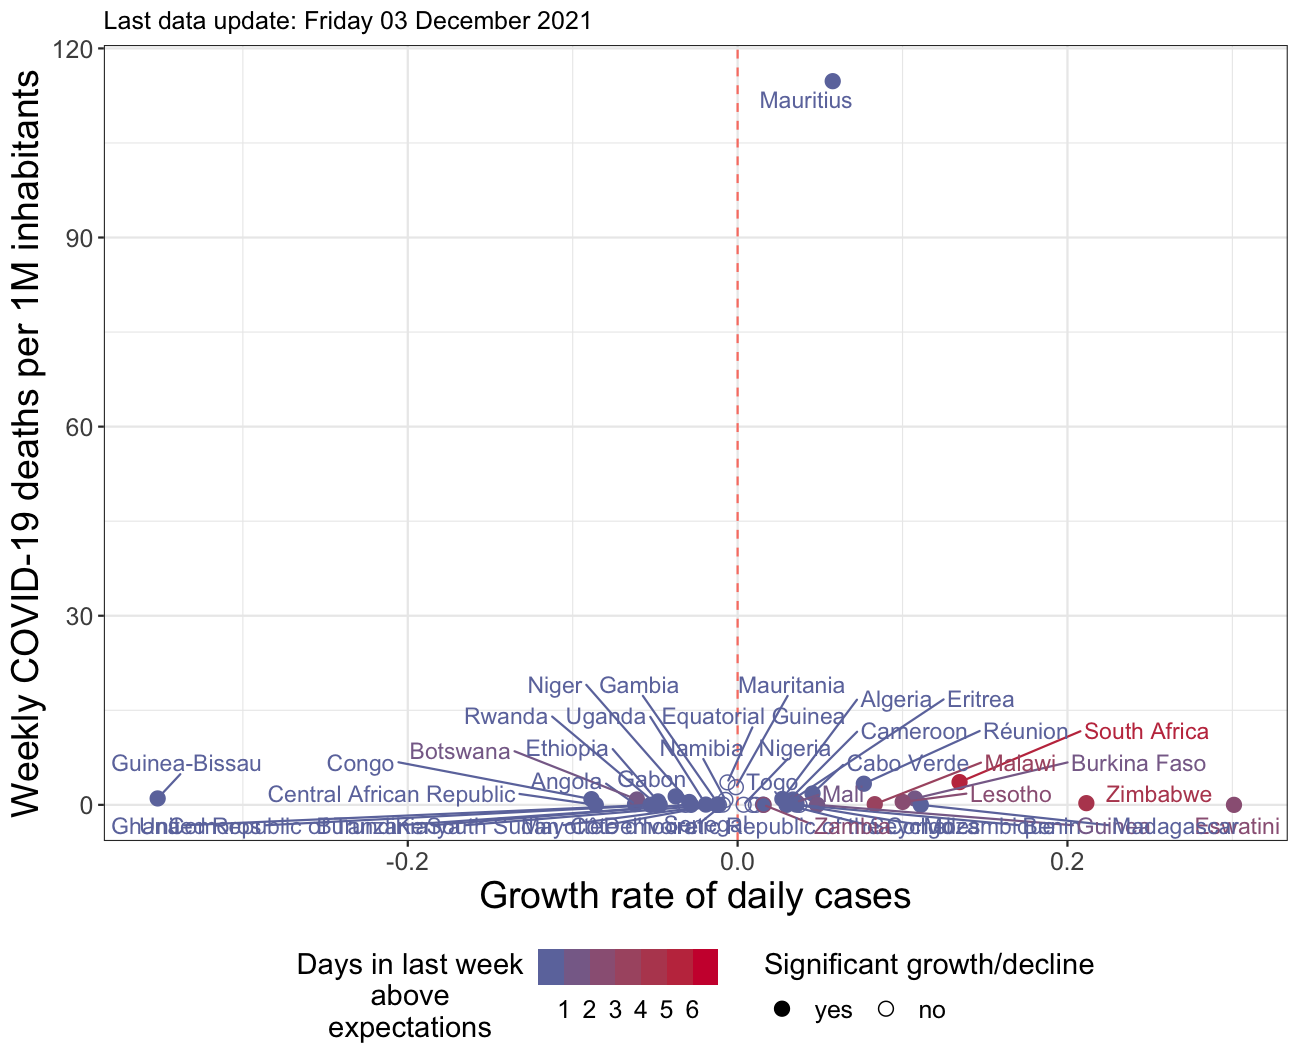 Last data update: Friday 03 December 2021
Weekly COVID-19 deaths per 1M inhabitants
120
90
60
30
0
Mauritius
Niger
Gambia
Mauritania
Algeria
Eritrea
Rwanda
Uganda
Equatorial Guinea
Cameroon
Réunion
South Africa
Botswana
Ethiopia
Namibia
Nigeria
Guinea-Bissau
Congo
Cabo Verde
Malawi
Burkina Faso
Angola
Gabon
Togo
Central African Republic
Mali
Lesotho
Zimbabwe
Senegal
Benin
Guinea
Madagascar
Eswatini
-0.2
0.0
0.2
Growth rate of daily cases
Days in last week
above
expectations
1 2 3 4 5 6
Significant growth/decline
yes
no